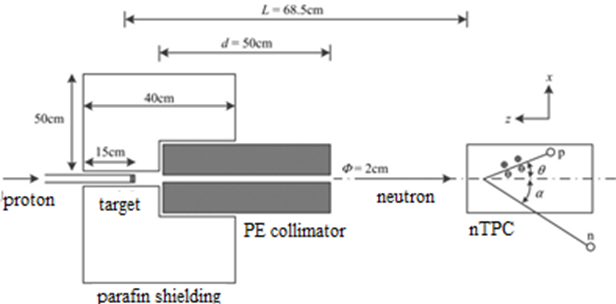 L = 68.5cm
d = 50cm
x
40cm
50cm
z
15cm
Φ = 2cm
p
θ
α
proton
target
neutron
nTPC
PE collimator
n
parafin shielding